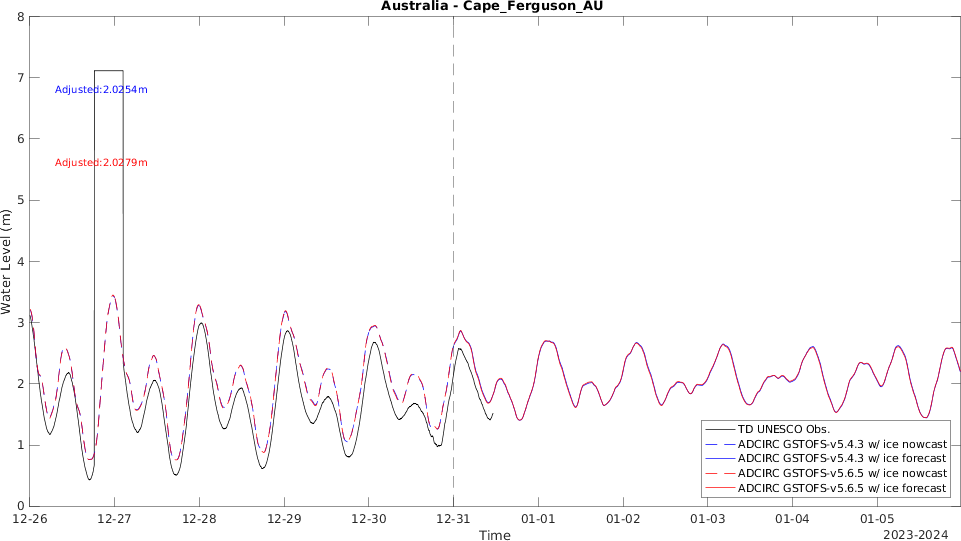 Australia - Cape_Ferguson_AU
8
7
6
5
4
3
2
1
0
Adjusted:2.0254m
Adjusted:2.0279m
Water Level (m)
TD UNESCO Obs.
ADCIRC GSTOFS-v5.4.3 w/ ice nowcast
ADCIRC GSTOFS-v5.4.3 w/ ice forecast
ADCIRC GSTOFS-v5.6.5 w/ ice nowcast
ADCIRC GSTOFS-v5.6.5 w/ ice forecast
12-26 12-27 12-28 12-29 12-30 12-31 01-01 01-02 01-03 01-04 01-05
Time
2023-2024